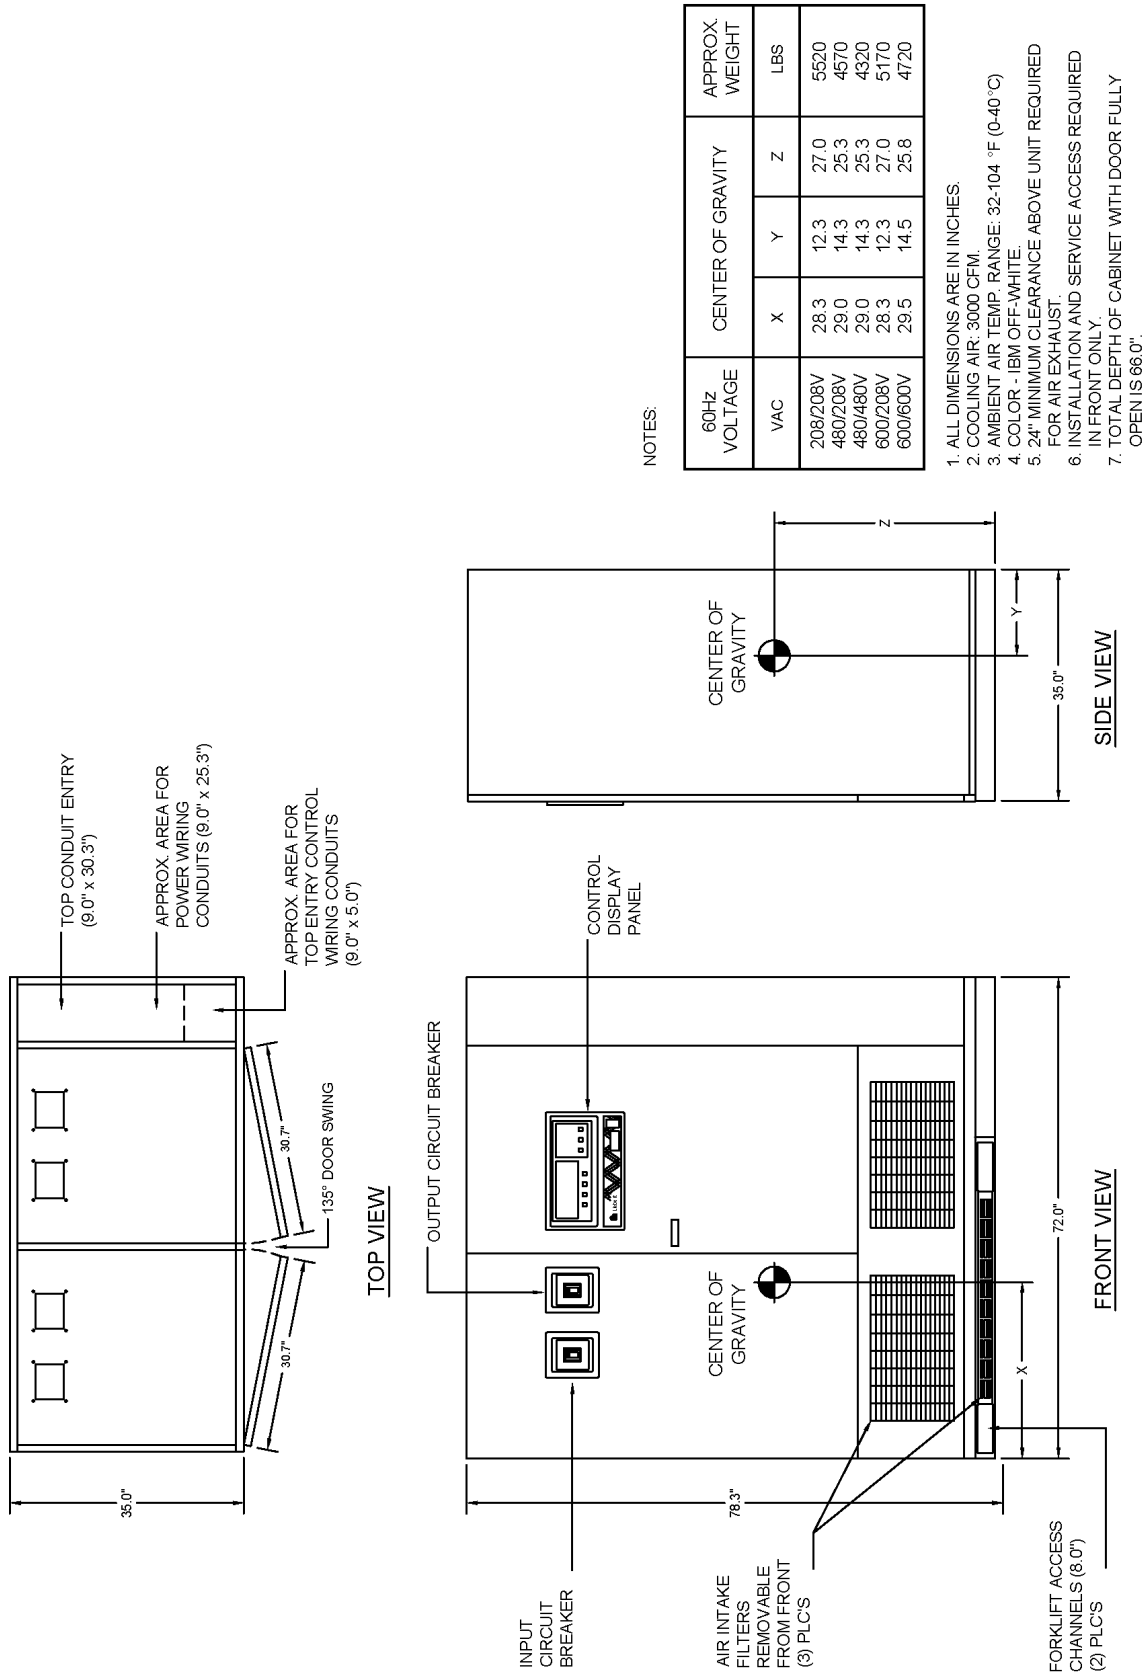 35.0"
TOP CONDUIT ENTRY
(9.0" x 30.3")
APPROX. AREA FOR
POWER WIRING
CONDUITS (9.0" x 25.3")
APPROX. AREA FOR
TOP ENTRY CONTROL
WIRING CONDUITS
(9.0" x 5.0")
30.7"
30.7"
135° DOOR SWING
TOP VIEW
INPUT
CIRCUIT
BREAKER
OUTPUT CIRCUIT BREAKER
CONTROL
DISPLAY
PANEL
CENTER OF
GRAVITY
78.3"
AIR INTAKE
FILTERS
REMOVABLE
FROM FRONT
(3) PLC'S
X
72.0"
FORKLIFT ACCESS
CHANNELS (8.0")
(2) PLC'S
FRONT VIEW
CENTER OF
GRAVITY
Z
Y
35.0"
SIDE VIEW
NOTES:
60Hz VOLTAGE CENTER OF GRAVITY APPROX. WEIGHT
VAC X Y Z LBS
208/208V 28.3 12.3 27.0 5520
480/208V 29.0 14.3 25.3 4570
480/480V 29.0 14.3 25.3 4320
600/208V 28.3 12.3 27.0 5170
600/600V 29.5 14.5 25.8 4720
1. ALL DIMENSIONS ARE IN INCHES.
2. COOLING AIR: 3000 CFM.
3. AMBIENT AIR TEMP. RANGE: 32-104 °F (0-40°C)
4. COLOR - IBM OFF-WHITE.
5. 24" MINIMUM CLEARANCE ABOVE UNIT REQUIRED
FOR AIR EXHAUST.
6. INSTALLATION AND SERVICE ACCESS REQUIRED
IN FRONT ONLY.
7. TOTAL DEPTH OF CABINET WITH DOOR FULLY
OPEN IS 66.0".